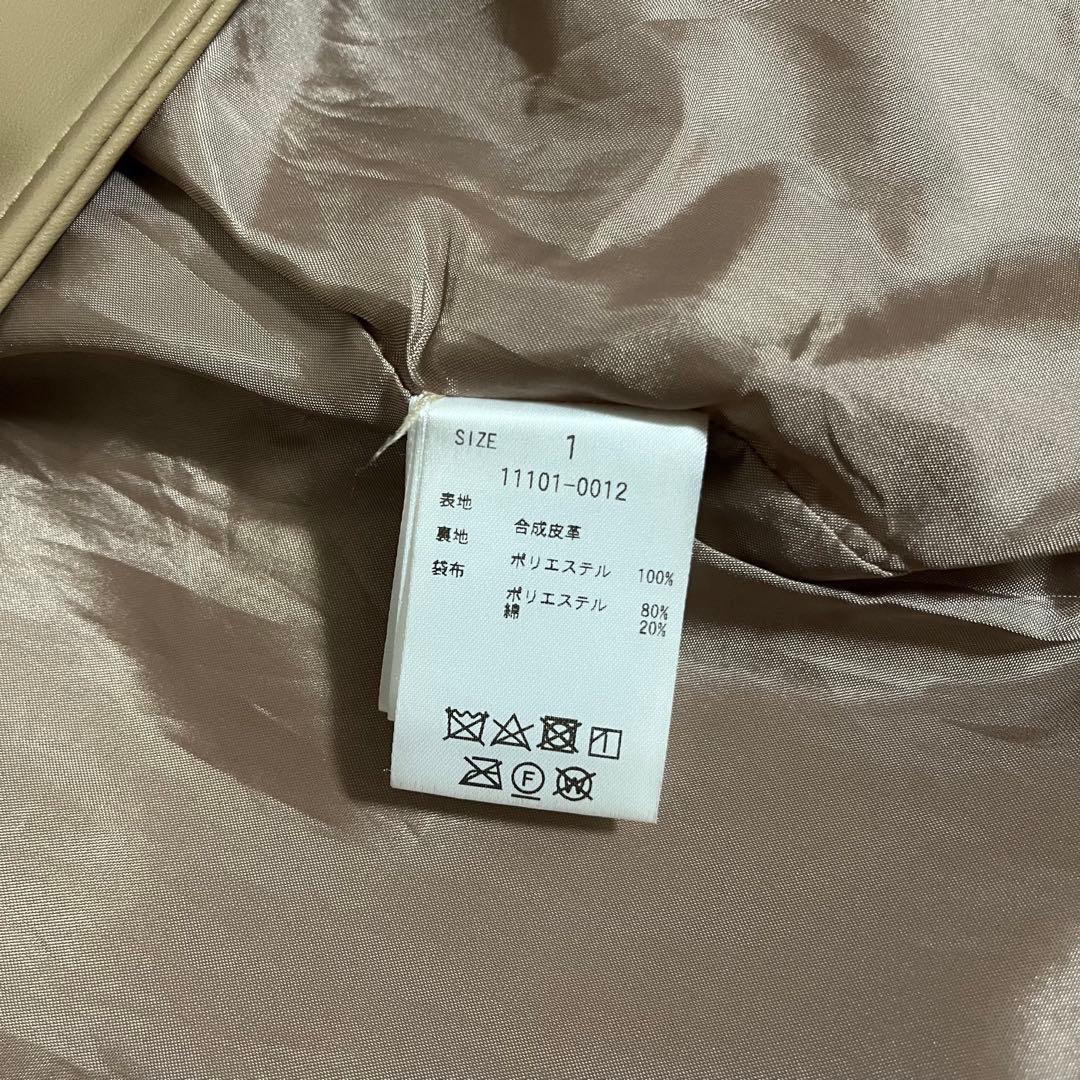 SIZE 1
11101-0012
表地 合成皮革
裏地 ポリエステル 100%
袋布 ポリエステル 80%
綿 20%
F
W